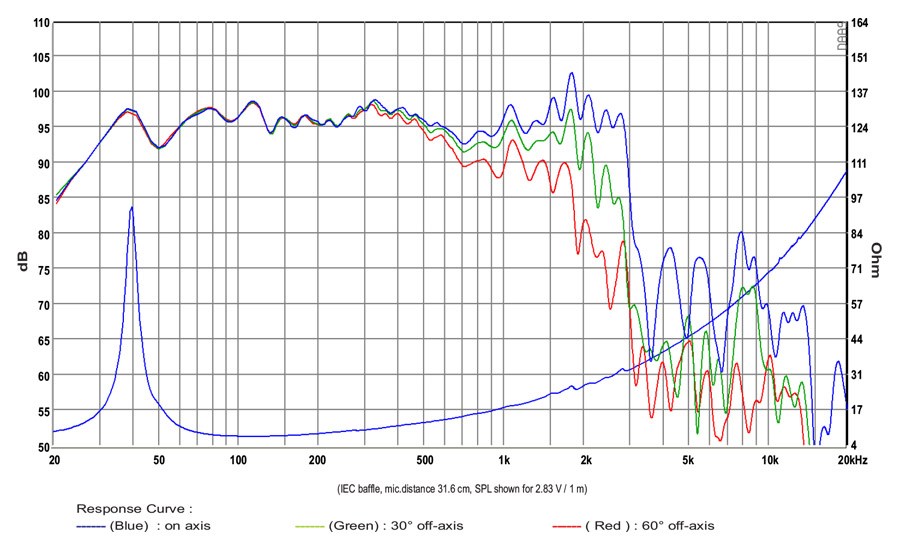 110 164
105 151
100 137
95 124
90 111
85 97
80 84
75 71
70 57
65 44
60 31
55 17
50 4
dB
Ohm
DAAS
20 50 100 200 500 1k 2k 5k 10k 20kHz
(IEC baffle, mic.distance 31.6 cm, SPL shown for 2.83 V / 1 m)
Response Curve :
(Blue) : on axis (Green) : 30° off-axis ( Red ) : 60° off-axis